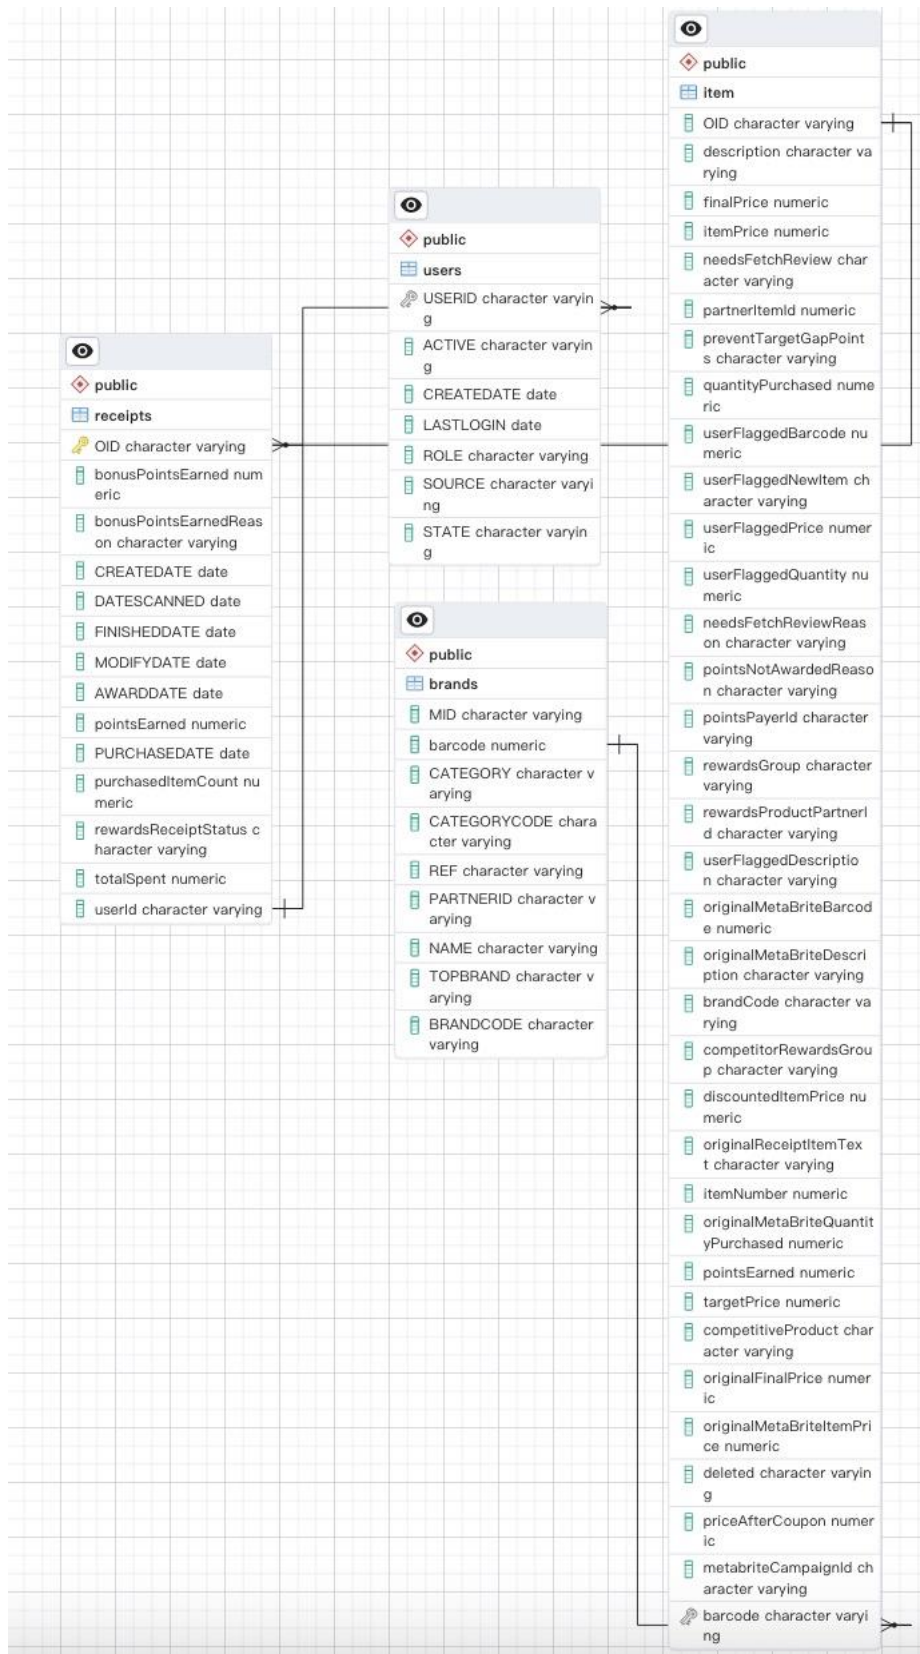 public
receipts
OID character varying
bonusPointsEarned num
eric
bonusPointsEarnedReas
on character varying
CREATEDATE date
DATESCANNED date
FINISHEDDATE date
MODIFYDATE date
AWARDDATE date
pointsEarned numeric
PURCHASEDATE date
purchasedItemCount nu
meric
rewardsReceiptStatus c
haracter varying
totalSpent numeric
userId character varying
public
users
USERID character varyin
g
ACTIVE character varyin
g
CREATEDATE date
LASTLOGIN date
ROLE character varying
SOURCE character varyi
ng
STATE character varyin
g
public
brands
MID character varying
barcode numeric
CATEGORY character v
arying
CATEGORYCODE chara
cter varying
REF character varying
PARTNERID character v
arying
NAME character varying
TOPBRAND character v
arying
BRANDCODE character
varying
public
item
OID character varying
description character va
rying
finalPrice numeric
itemPrice numeric
needsFetchReview char
acter varying
partnerItemId numeric
preventTargetGapPoint
s character varying
quantityPurchased nume
ric
userFlaggedBarcode nu
meric
userFlaggedNewItem ch
aracter varying
userFlaggedPrice numer
ic
userFlaggedQuantity nu
meric
needsFetchReviewReas
on character varying
pointsNotAwardedReaso
n character varying
pointsPayerId character
varying
rewardsGroup character
varying
rewardsProductPartnerI
d character varying
userFlaggedDescriptio
n character varying
originalMetaBriteBarcod
e numeric
originalMetaBriteDescri
ption character varying
brandCode character va
rying
competitorRewardsGrou
p character varying
discountedItemPrice nu
meric
originalReceiptItemTex
t character varying
itemNumber numeric
originalMetaBriteQuantit
yPurchased numeric
pointsEarned numeric
targetPrice numeric
competitiveProduct char
acter varying
originalFinalPrice numer
ic
originalMetaBriteItemPri
ce numeric
deleted character varyin
g
priceAfterCoupon numer
ic
metabriteCampaignId ch
aracter varying
barcode character varyi
ng